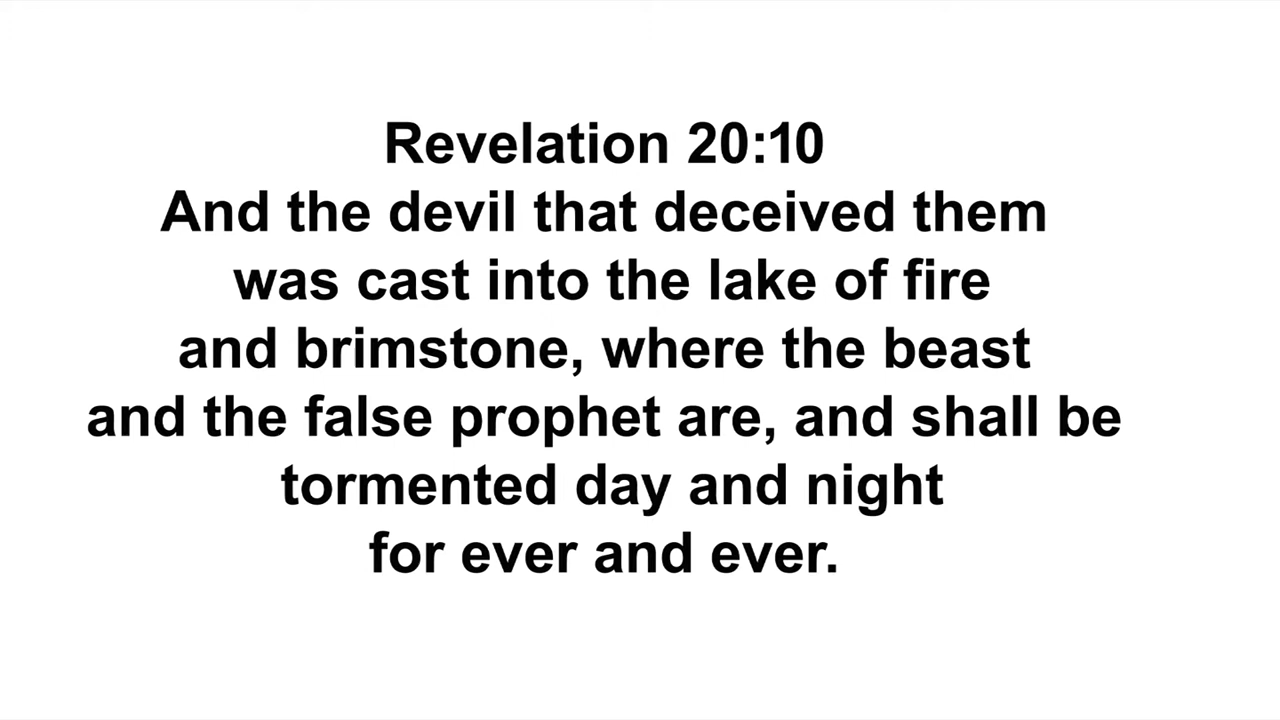 Revelation 20:10
And the devil that deceived them
was cast into the lake of fire
and brimstone, where the beast
and the false prophet are, and shall be
tormented day and night
for ever and ever.